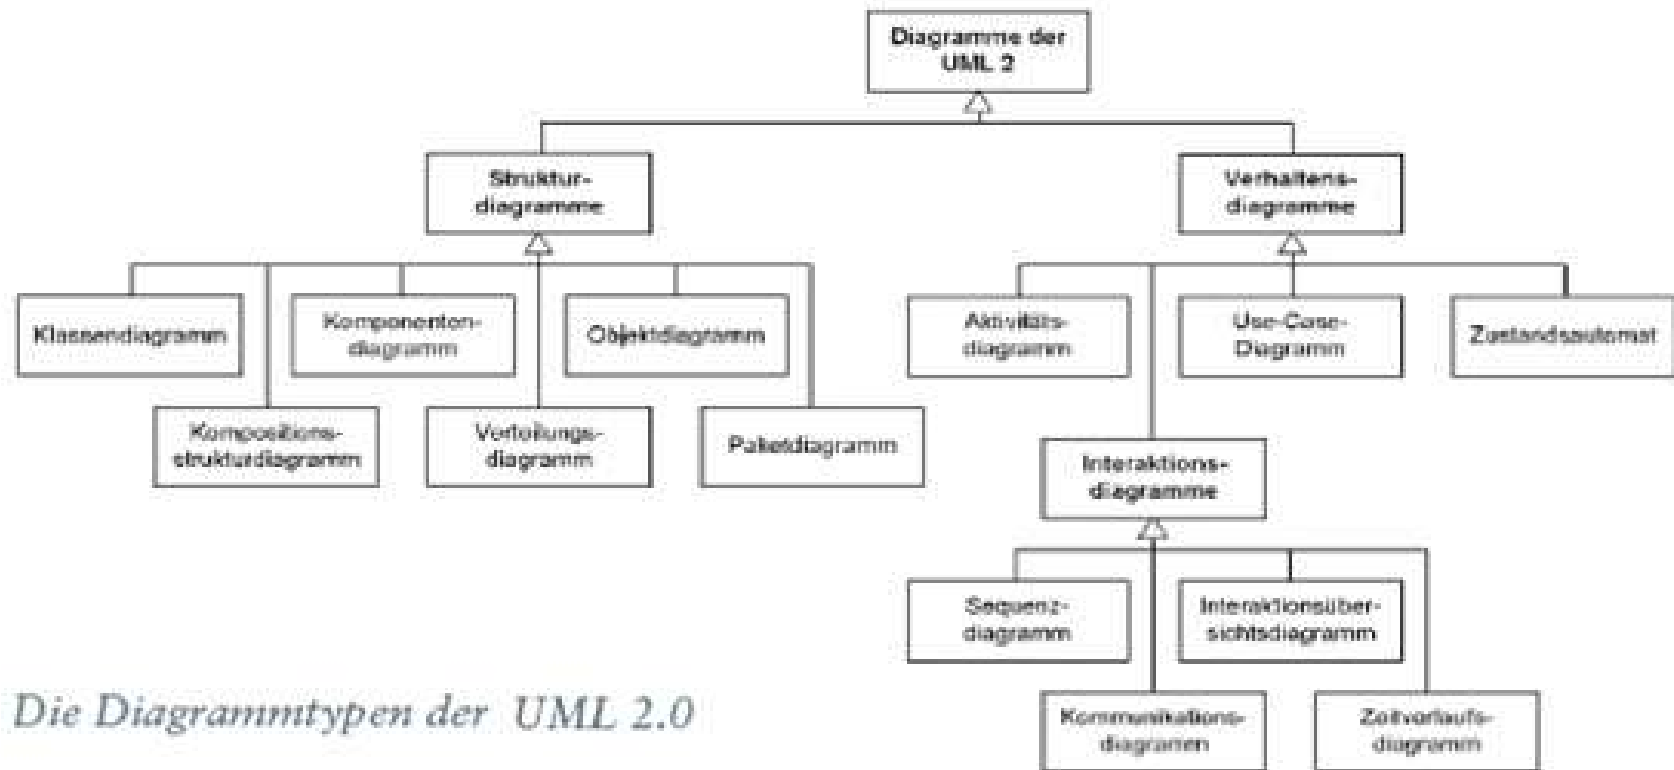 Diagramme der
UML 2
Struktur-
diagramme
Verhaltens-
diagramme
Klassendiagramm
Komponenten-
diagramm
Objektdiagramm
Kompositions-
strukturdiagramm
Verteilungs-
diagramm
Paketdiagramm
Aktivitäts-
diagramm
Use-Case-
Diagramm
Zustandsautomat
Interaktions-
diagramme
Sequenz-
diagramm
Interaktionsüber-
sichtsdiagramm
Kommunikations-
diagramm
Zeitverlaufs-
diagramm
Die Diagrammtypen der UML 2.0